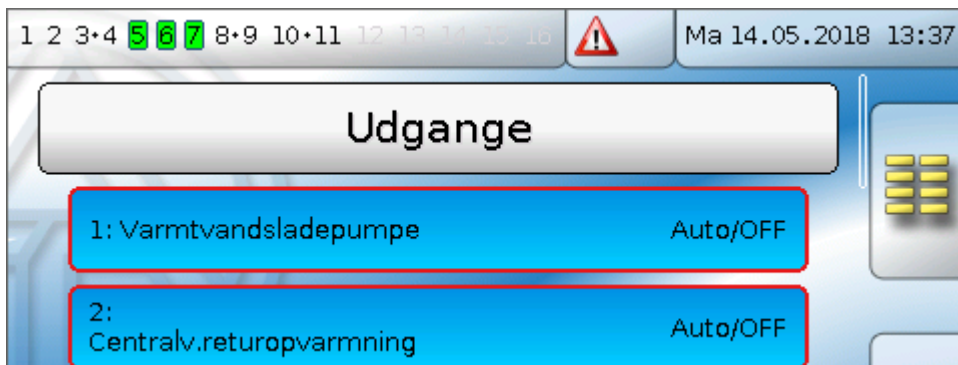 1 2 3·4 5 6 7 8·9 10·11 12 13 14 15 16 Ma 14.05.2018 13:37
Udgange
1: Varmtvandsladepumpe Auto/OFF
2:
Centralv.returopvarmning Auto/OFF